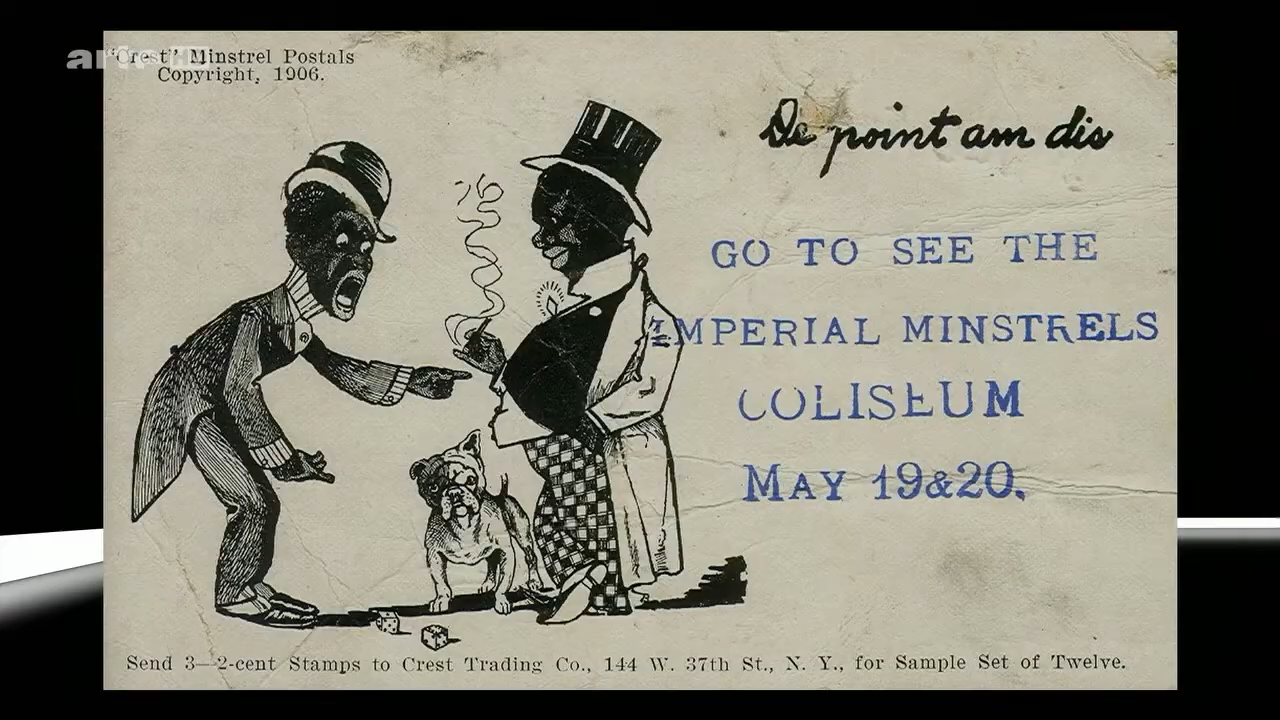 "Crest" Minstrel Postals
Copyright, 1906.
De point am dis
GO TO SEE THE
IMPERIAL MINSTRELS
COLISEUM
MAY 19&20.
Send 3—2-cent Stamps to Crest Trading Co., 144 W. 37th St., N. Y., for Sample Set of Twelve.